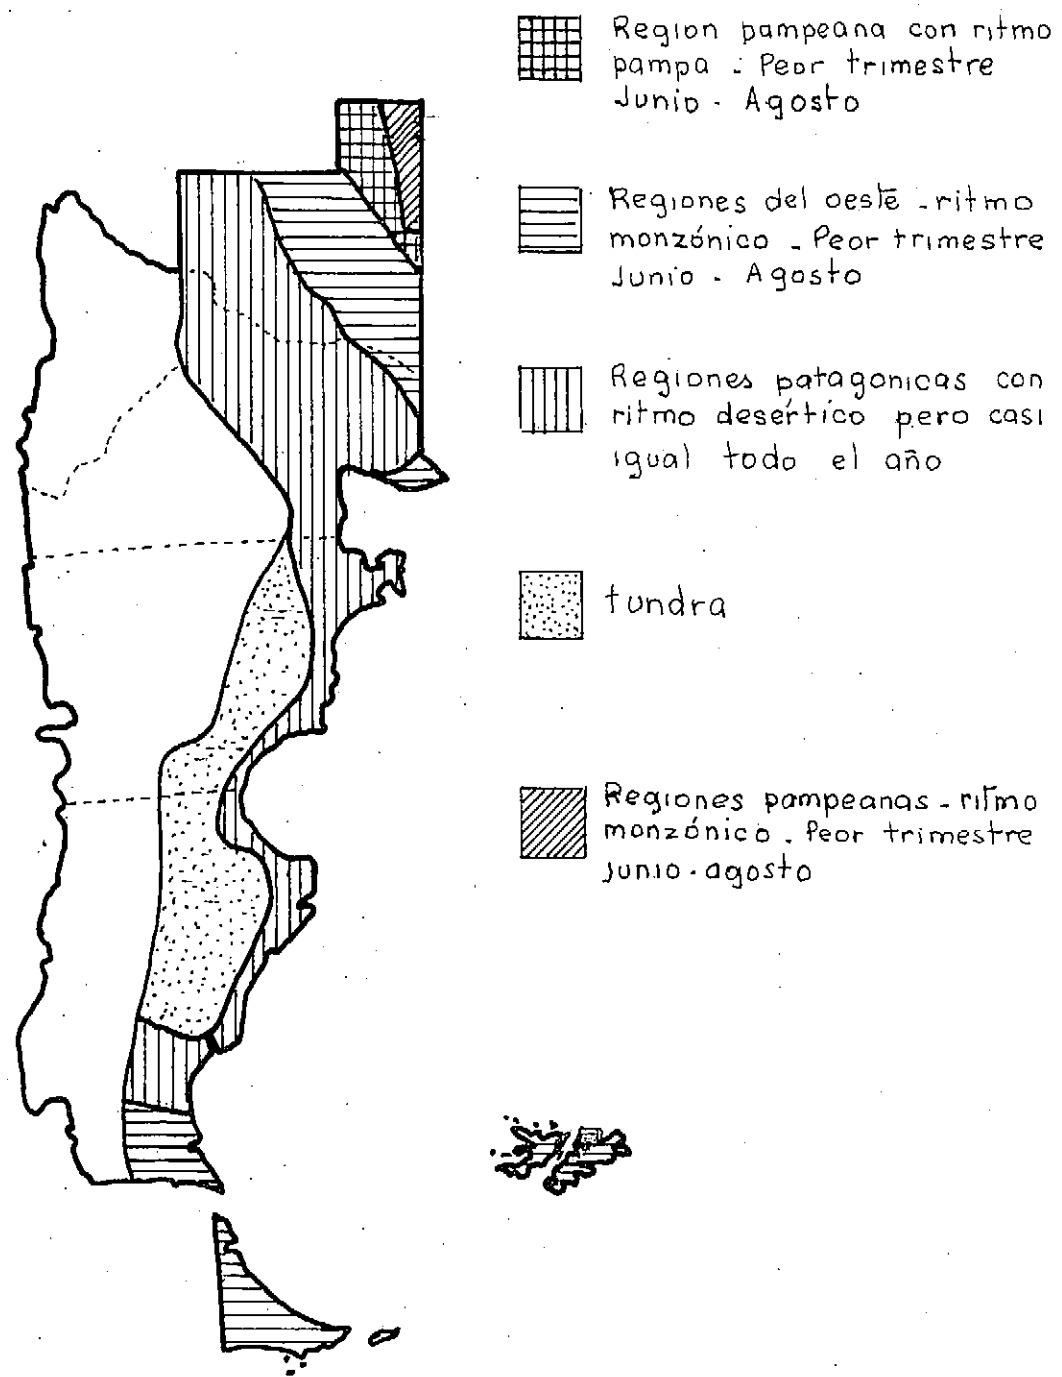 Region pampeana con ritmo
pampa - Peor trimestre
Junio - Agosto
Regiones del oeste - ritmo
monzónico - Peor trimestre
Junio - Agosto
Regiones patagonicas con
ritmo desértico pero casi
igual todo el año
tundra
Regiones pampeanas - ritmo
monzónico. Peor trimestre
junio - agosto